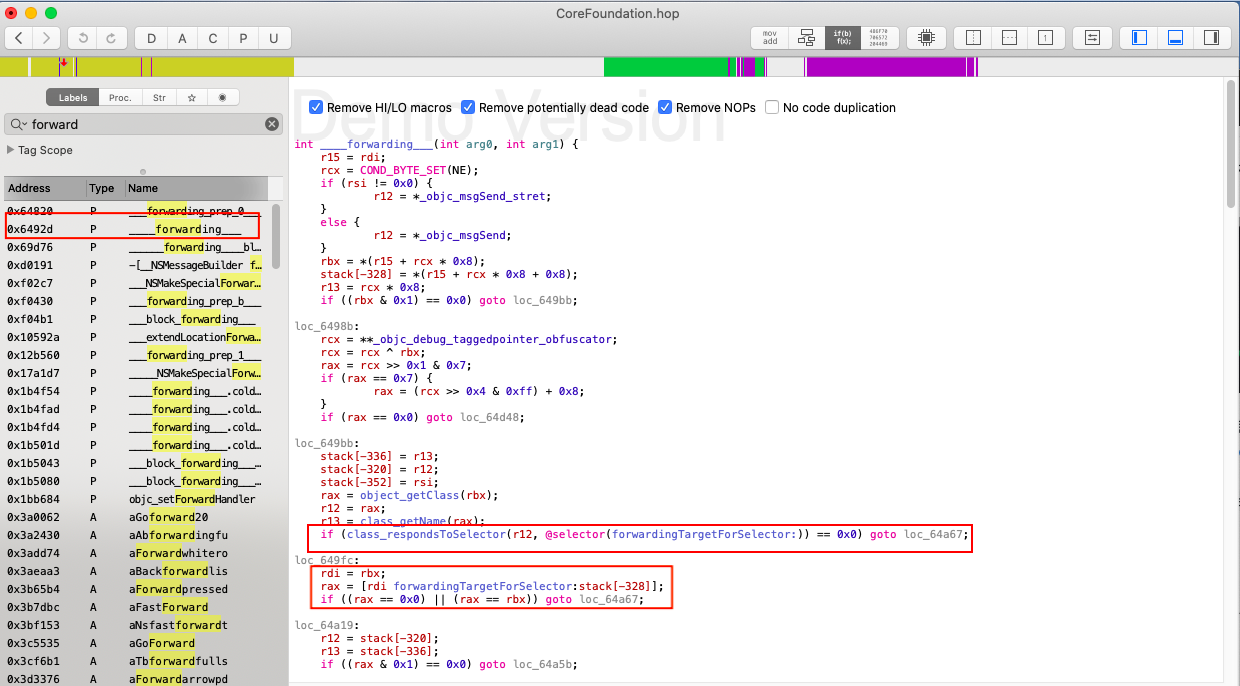 CoreFoundation.hop
D A C P U
mov
add
if(b)
f(x);
Labels Proc. Str
Remove HI/LO macros Remove potentially dead code Remove NOPs No code duplication
Demo Version
forward
Tag Scope
Address Type Name
0x64820 P ___forwarding_prep_0___
0x6492d P ____forwarding___
0x69d76 P ______forwarding____bl…
0xd0191 P -[__NSMessageBuilder f…
0xf02c7 P ___NSMakeSpecialForwar…
0xf0430 P ___forwarding_prep_b___
0xf04b1 P ___block_forwarding___
0x10592a P ___extendLocationForwa…
0x12b560 P ___forwarding_prep_1___
0x17a1d7 P _____NSMakeSpecialForw…
0x1b4f54 P ____forwarding___.cold…
0x1b4fad P ____forwarding___.cold…
0x1b4fd4 P ____forwarding___.cold…
0x1b501d P ____forwarding___.cold…
0x1b5043 P ___block_forwarding___…
0x1b5080 P ___block_forwarding___…
0x1bb684 P objc_setForwardHandler
0x3a0062 A aGoforward20
0x3a2430 A aAbforwardingfu
0x3add74 A aForwardwhitero
0x3aeaa3 A aBackforwardlis
0x3b65b4 A aForwardpressed
0x3b7dbc A aFastForward
0x3bf153 A aNsfastforwardt
0x3c5535 A aGoForward
0x3cf6b1 A aTbforwardfulls
0x3d3376 A aForwardarrowpd
int ____forwarding___(int arg0, int arg1) {
r15 = rdi;
rcx = COND_BYTE_SET(NE);
if (rsi != 0x0) {
r12 = *_objc_msgSend_stret;
}
else {
r12 = *_objc_msgSend;
}
rbx = *(r15 + rcx * 0x8);
stack[-328] = *(r15 + rcx * 0x8 + 0x8);
r13 = rcx * 0x8;
if ((rbx & 0x1) == 0x0) goto loc_649bb;
loc_6498b:
rcx = **_objc_debug_taggedpointer_obfuscator;
rcx = rcx ^ rbx;
rax = rcx >> 0x1 & 0x7;
if (rax == 0x7) {
rax = (rcx >> 0x4 & 0xff) + 0x8;
}
if (rax == 0x0) goto loc_64d48;
loc_649bb:
stack[-336] = r13;
stack[-320] = r12;
stack[-352] = rsi;
rax = object_getClass(rbx);
r12 = rax;
r13 = class_getName(rax);
if (class_respondsToSelector(r12, @selector(forwardingTargetForSelector:)) == 0x0) goto loc_64a67;
loc_649fc:
rdi = rbx;
rax = [rdi forwardingTargetForSelector:stack[-328]];
if ((rax == 0x0) || (rax == rbx)) goto loc_64a67;
loc_64a19:
r12 = stack[-320];
r13 = stack[-336];
if ((rax & 0x1) == 0x0) goto loc_64a5b;